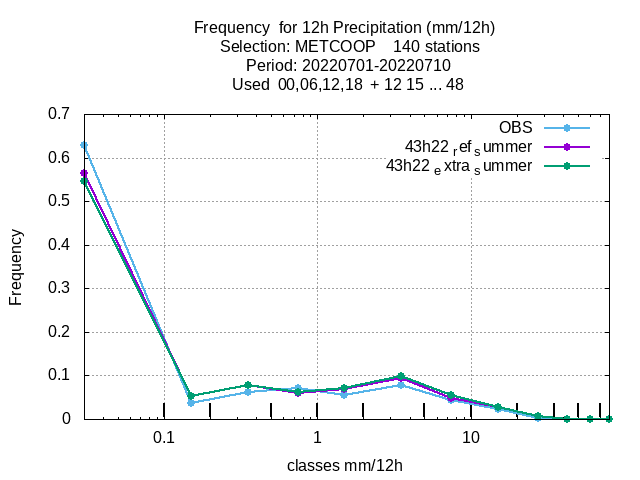 Frequency  for 12h Precipitation (mm/12h)
Selection: METCOOP    140 stations
Period: 20220701-20220710
Used  00,06,12,18  + 12 15 ... 48
OBS
43h22 ref summer
43h22 extra summer
0.7
0.6
0.5
0.4
0.3
0.2
0.1
0
Frequency
0.1 1 10
classes mm/12h